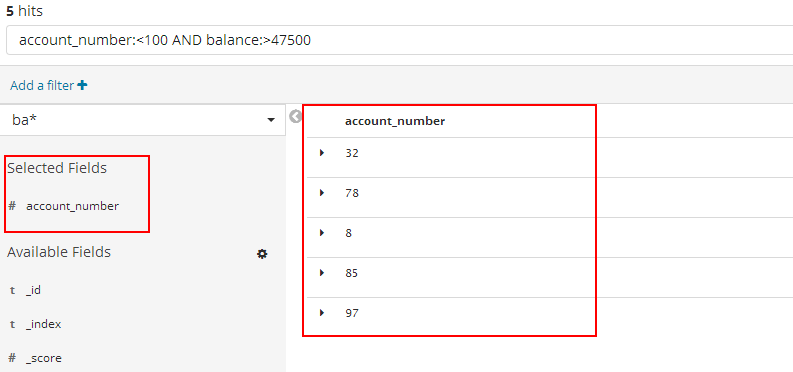 5 hits
account_number:<100 AND balance:>47500
Add a filter
ba*
Selected Fields
# account_number
Available Fields
t _id
t _index
# _score
account_number
32
78
8
85
97